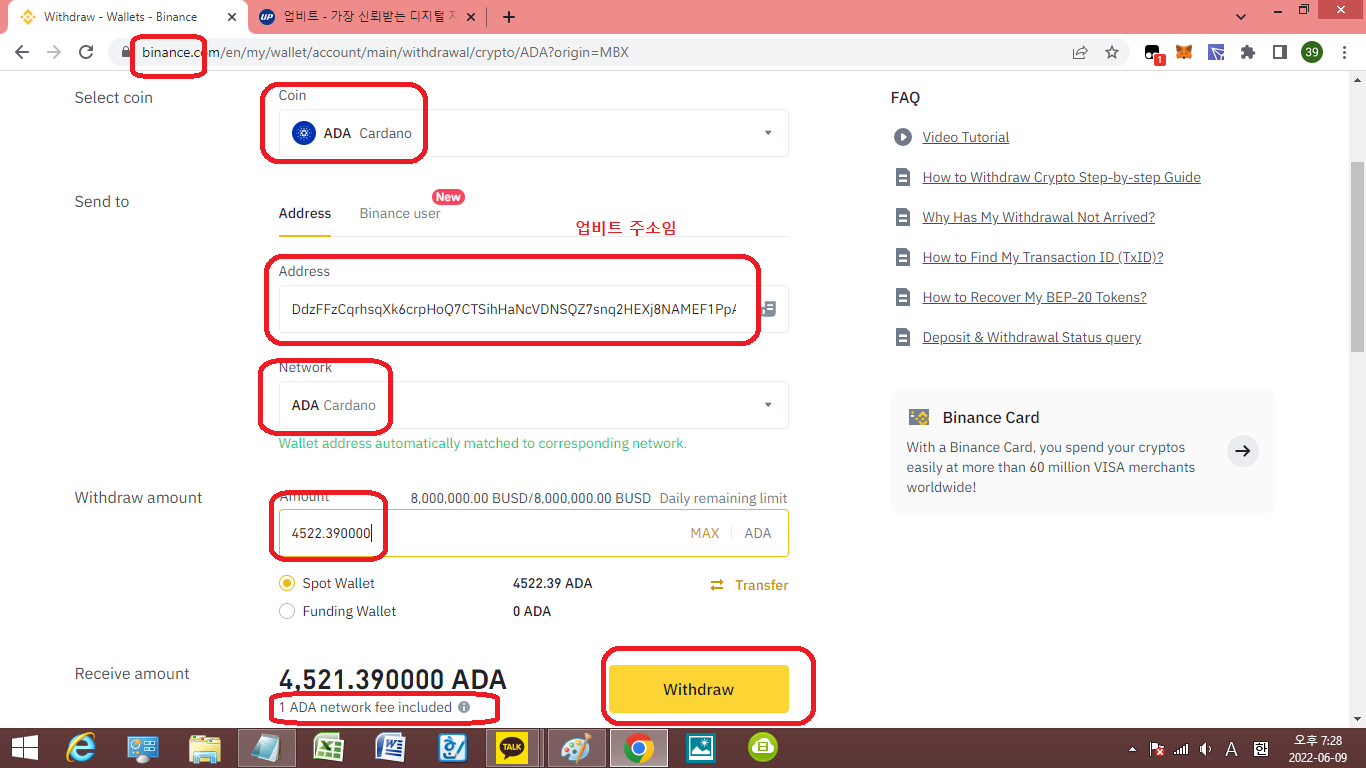 Withdraw - Wallets - Binance
업비트 - 가장 신뢰받는 디지털 자
binance.com/en/my/wallet/account/main/withdrawal/crypto/ADA?origin=MBX
1
39
Select coin
Coin
ADA Cardano
Send to
Address
Binance user
New
업비트 주소임
Address
DdzFFzCqrhsqXk6crpHoQ7CTSihHaNcVDNSQZ7snq2HEXj8NAMEF1PpA
Network
ADA Cardano
Wallet address automatically matched to corresponding network.
Withdraw amount
Amount
8,000,000.00 BUSD/8,000,000.00 BUSD Daily remaining limit
4522.390000
MAX
ADA
Spot Wallet
4522.39 ADA
Transfer
Funding Wallet
0 ADA
Receive amount
4,521.390000 ADA
1 ADA network fee included
Withdraw
FAQ
Video Tutorial
How to Withdraw Crypto Step-by-step Guide
Why Has My Withdrawal Not Arrived?
How to Find My Transaction ID (TxID)?
How to Recover My BEP-20 Tokens?
Deposit & Withdrawal Status query
Binance Card
With a Binance Card, you spend your cryptos
easily at more than 60 million VISA merchants
worldwide!
TALK
A
한
오후 7:28
2022-06-09